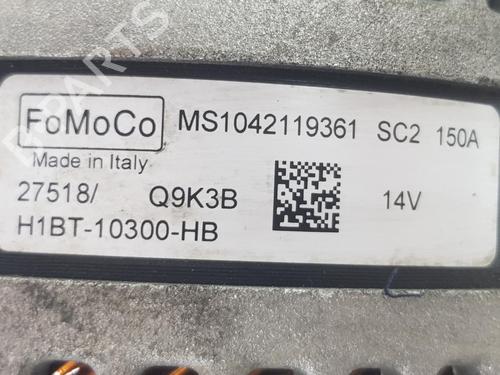 FoMoCo MS1042119361 SC2 150A
Made in Italy
27518/ Q9K3B 14V
H1BT-10300-HB